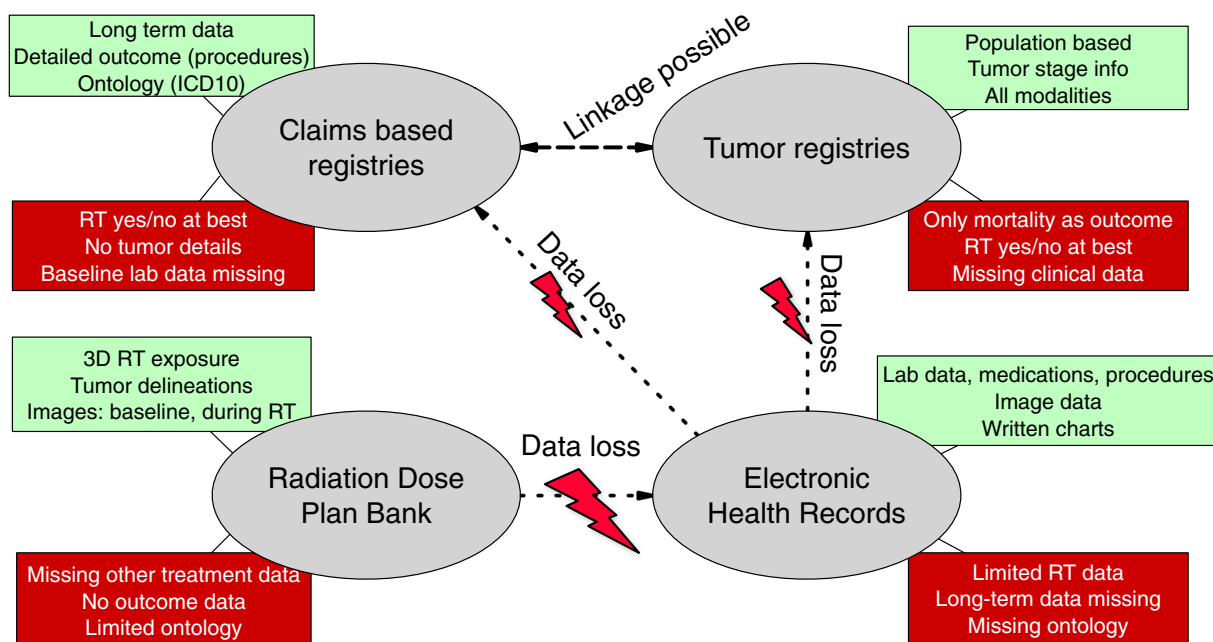 Long term data
Detailed outcome (procedures)
Ontology (ICD10)
Claims based
registries
RT yes/no at best
No tumor details
Baseline lab data missing
Linkage possible
Population based
Tumor stage info
All modalities
Tumor registries
Only mortality as outcome
RT yes/no at best
Missing clinical data
Data loss
Data loss
3D RT exposure
Tumor delineations
Images: baseline, during RT
Radiation Dose
Plan Bank
Missing other treatment data
No outcome data
Limited ontology
Data loss
Lab data, medications, procedures
Image data
Written charts
Electronic
Health Records
Limited RT data
Long-term data missing
Missing ontology